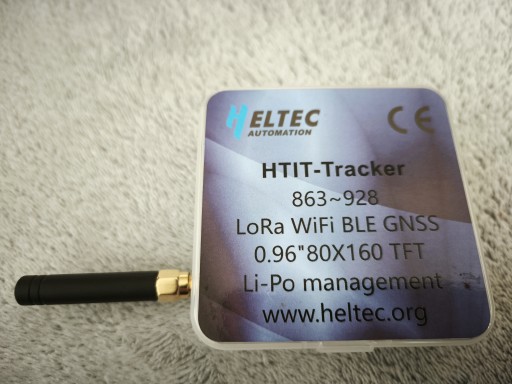 HELTEC
AUTOMATION
CE
HTIT-Tracker
863~928
LoRa WiFi BLE GNSS
0.96"80X160 TFT
Li-Po management
www.heltec.org